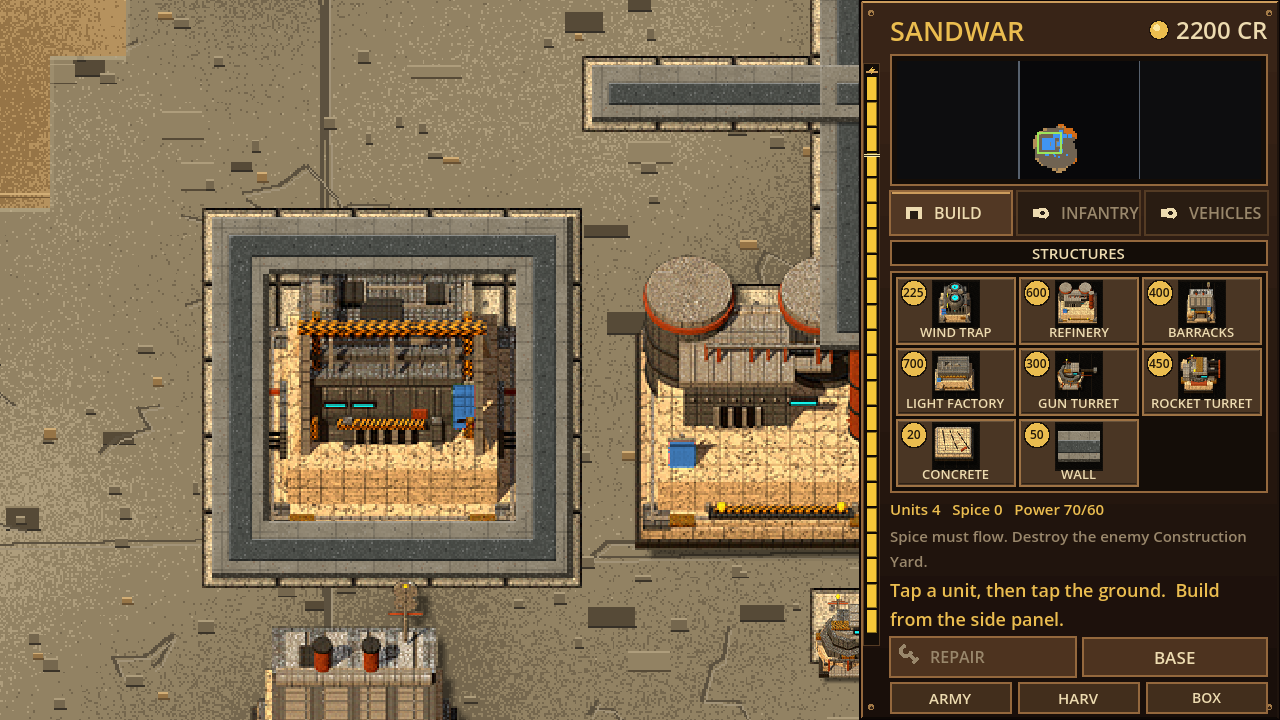 SANDWAR
2200 CR
BUILD
INFANTRY
VEHICLES
STRUCTURES
225
600
400
WIND TRAP
REFINERY
BARRACKS
700
300
450
LIGHT FACTORY
GUN TURRET
ROCKET TURRET
20
50
CONCRETE
WALL
Units 4 Spice 0 Power 70/60
Spice must flow. Destroy the enemy Construction
Yard.
Tap a unit, then tap the ground. Build
from the side panel.
REPAIR
BASE
ARMY
HARV
BOX